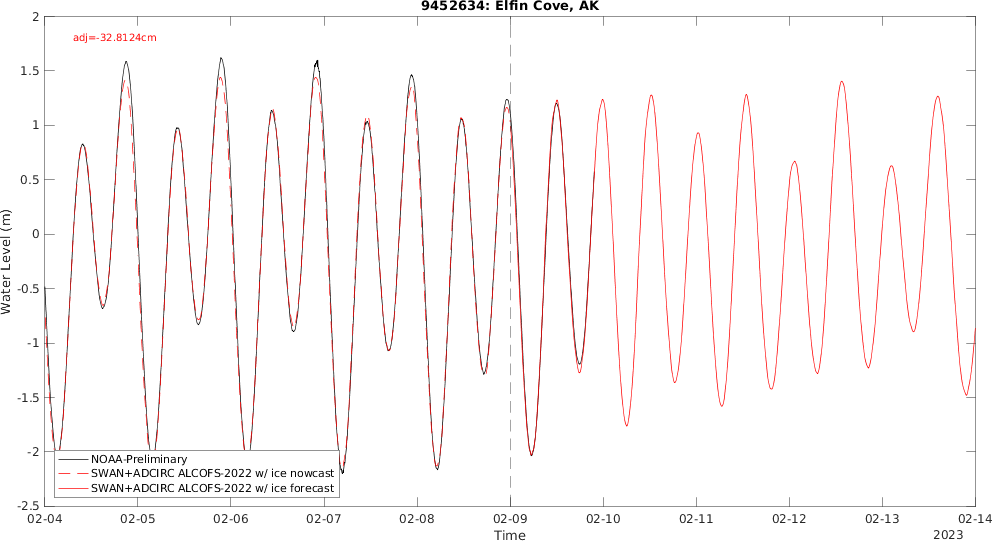 9452634: Elfin Cove, AK
adj=-32.8124cm
2
1.5
1
0.5
0
-0.5
-1
-1.5
-2
-2.5
Water Level (m)
NOAA-Preliminary
SWAN+ADCIRC ALCOFS-2022 w/ ice nowcast
SWAN+ADCIRC ALCOFS-2022 w/ ice forecast
02-04 02-05 02-06 02-07 02-08 02-09 02-10 02-11 02-12 02-13 02-14
Time
2023